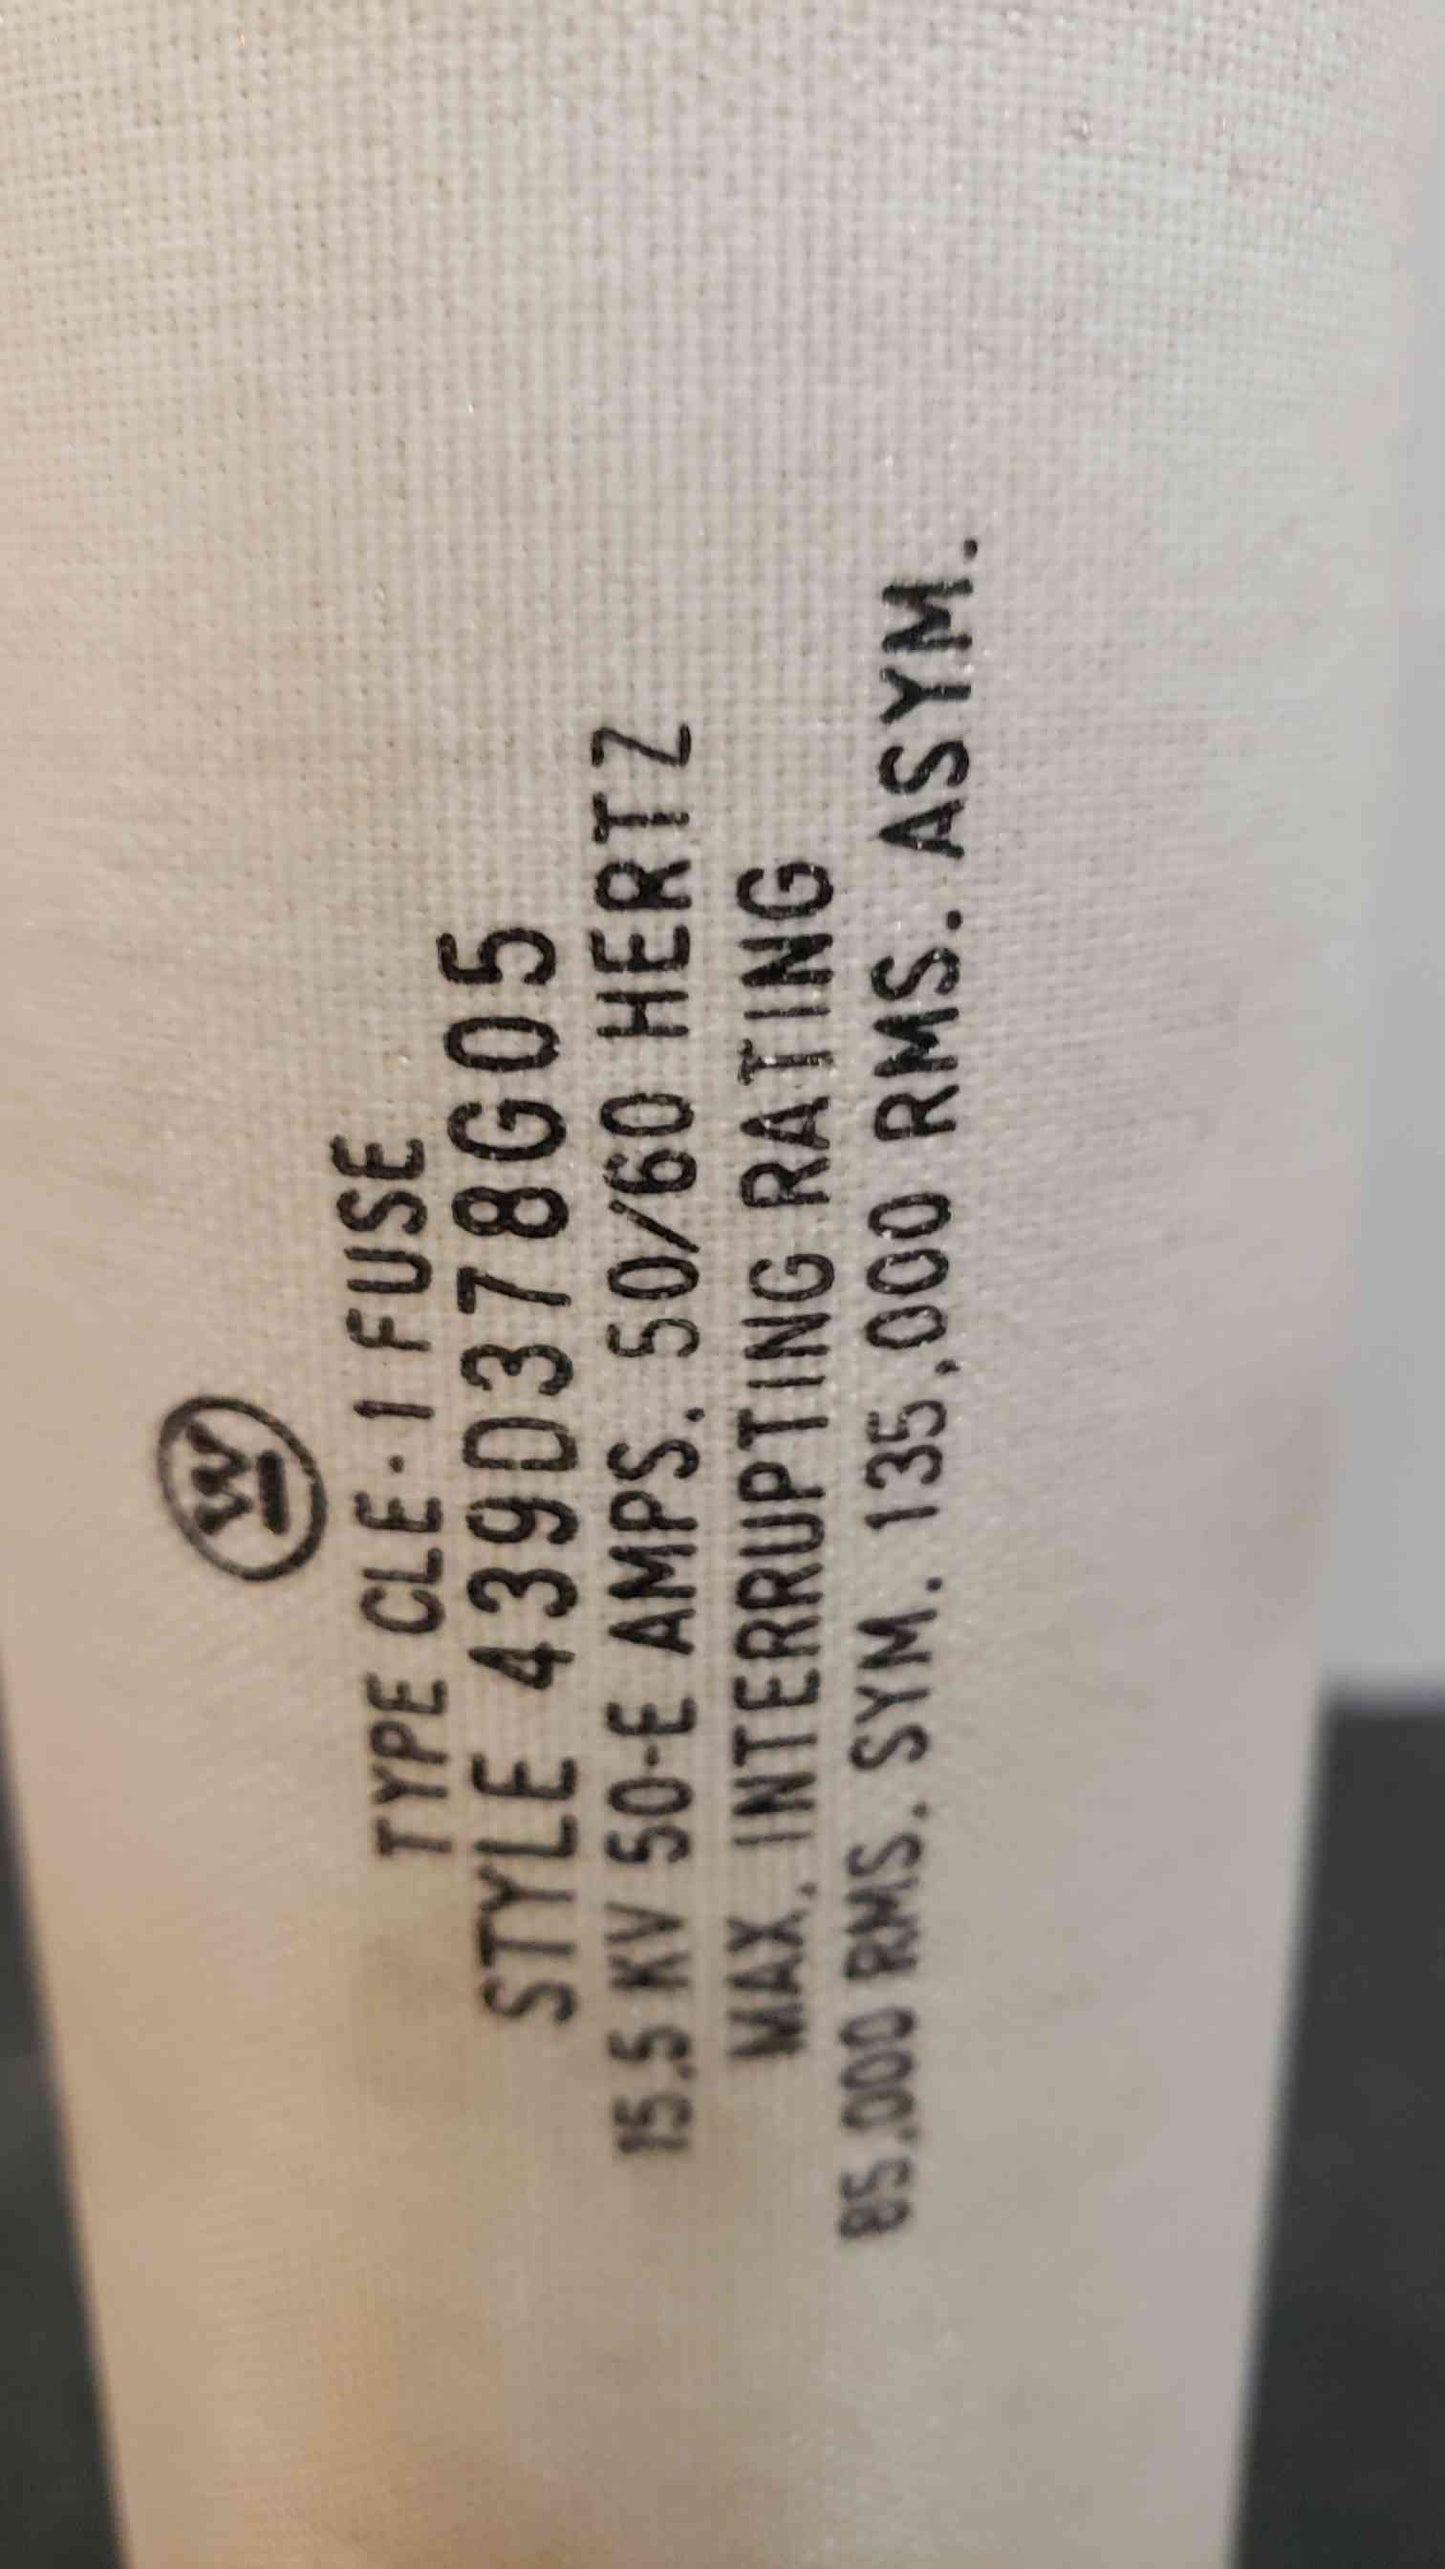 W
TYPE CLE-1 FUSE
STYLE 439D378G05
15.5 KV 50-E AMPS. 50/60 HERTZ
MAX. INTERRUPTING RATING
85,000 RMS. SYM. 135,000 RMS. ASYM.